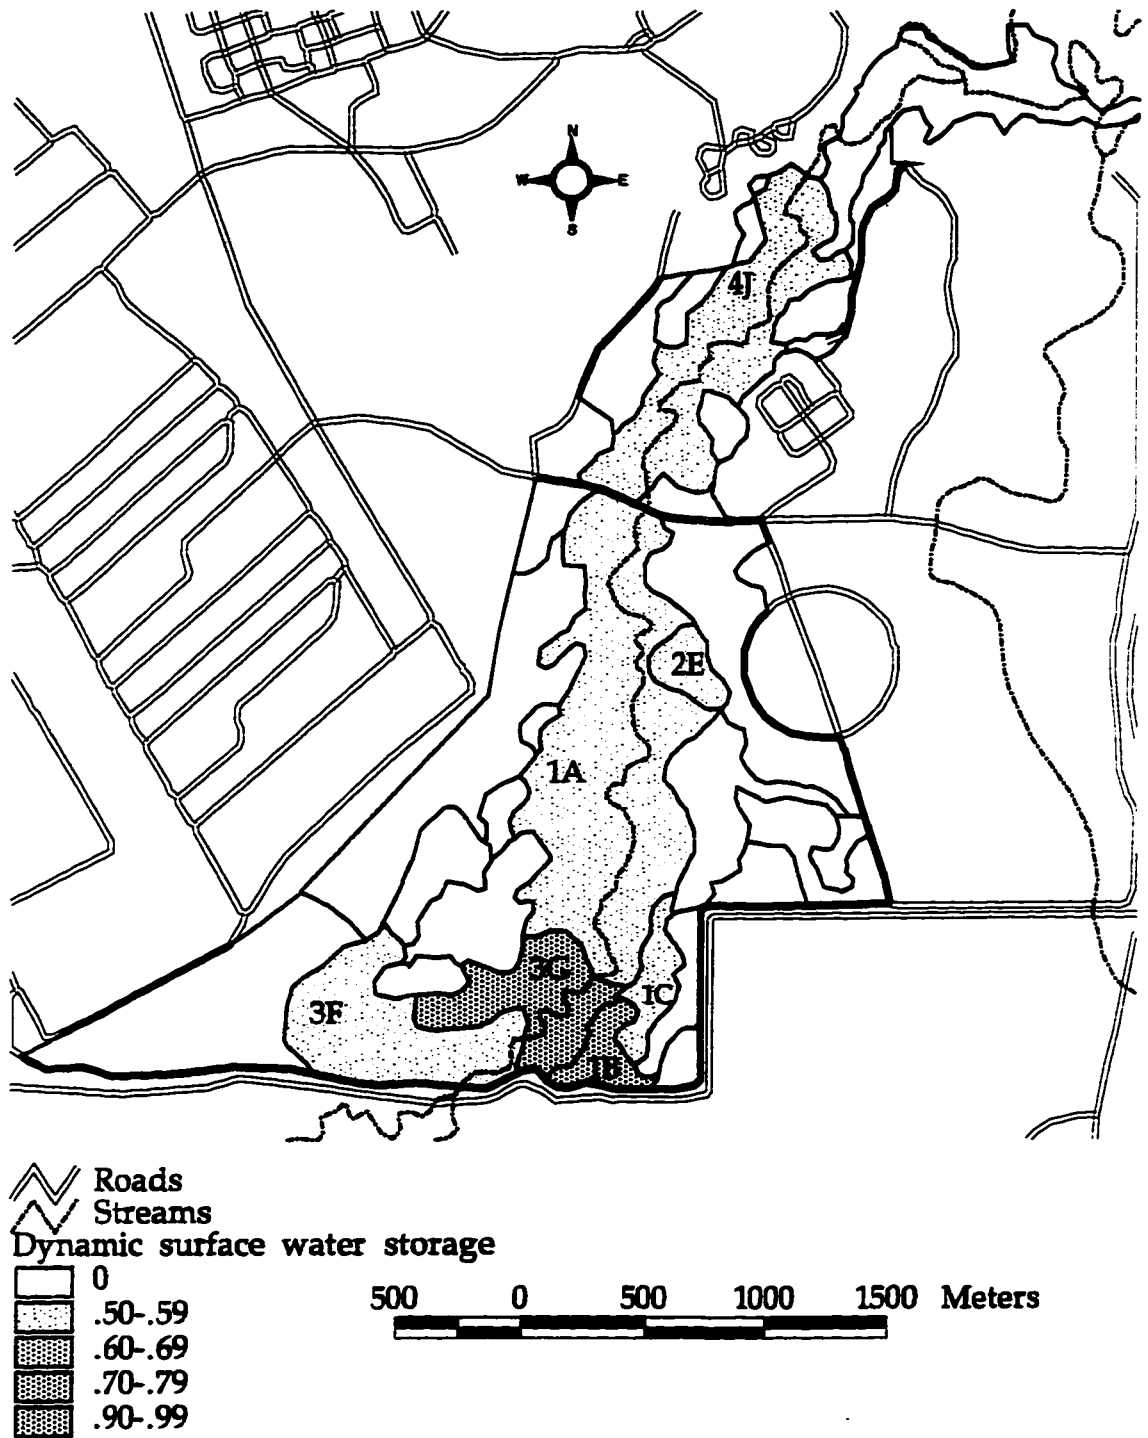 N
W E
S
4J
2E
1A
3G
3F
1C
1B
Roads
Streams
Dynamic surface water storage
0
.50-.59
.60-.69
.70-.79
.90-.99
500 0 500 1000 1500 Meters